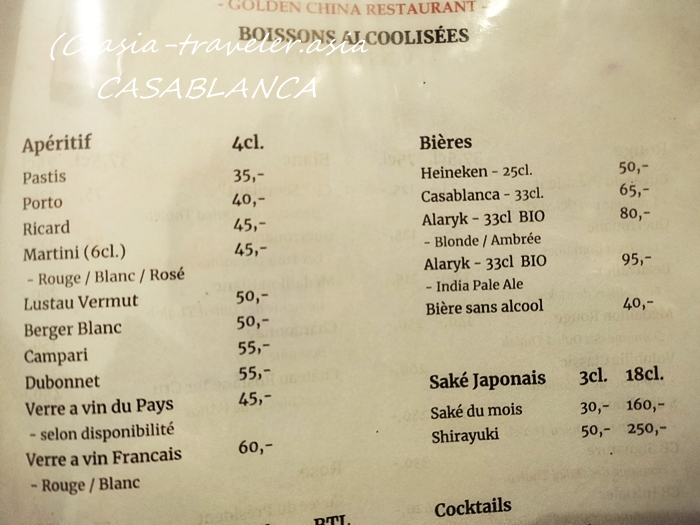 - GOLDEN CHINA RESTAURANT -
BOISSONS ALCOOLISÉES
(C)asia-traveler.asia
CASABLANCA
Apéritif 4cl.
Pastis 35,-
Porto 40,-
Ricard 45,-
Martini (6cl.) 45,-
- Rouge / Blanc / Rosé
Lustau Vermut 50,-
Berger Blanc 50,-
Campari 55,-
Dubonnet 55,-
Verre a vin du Pays 45,-
- selon disponibilité
Verre a vin Francais 60,-
- Rouge / Blanc
BTL
Bières
Heineken - 25cl. 50,-
Casablanca - 33cl. 65,-
Alaryk - 33cl BIO 80,-
- Blonde / Ambrée
Alaryk - 33cl BIO 95,-
- India Pale Ale
Bière sans alcool 40,-
Saké Japonais 3cl. 18cl.
Saké du mois 30,- 160,-
Shirayuki 50,- 250,-
Cocktails